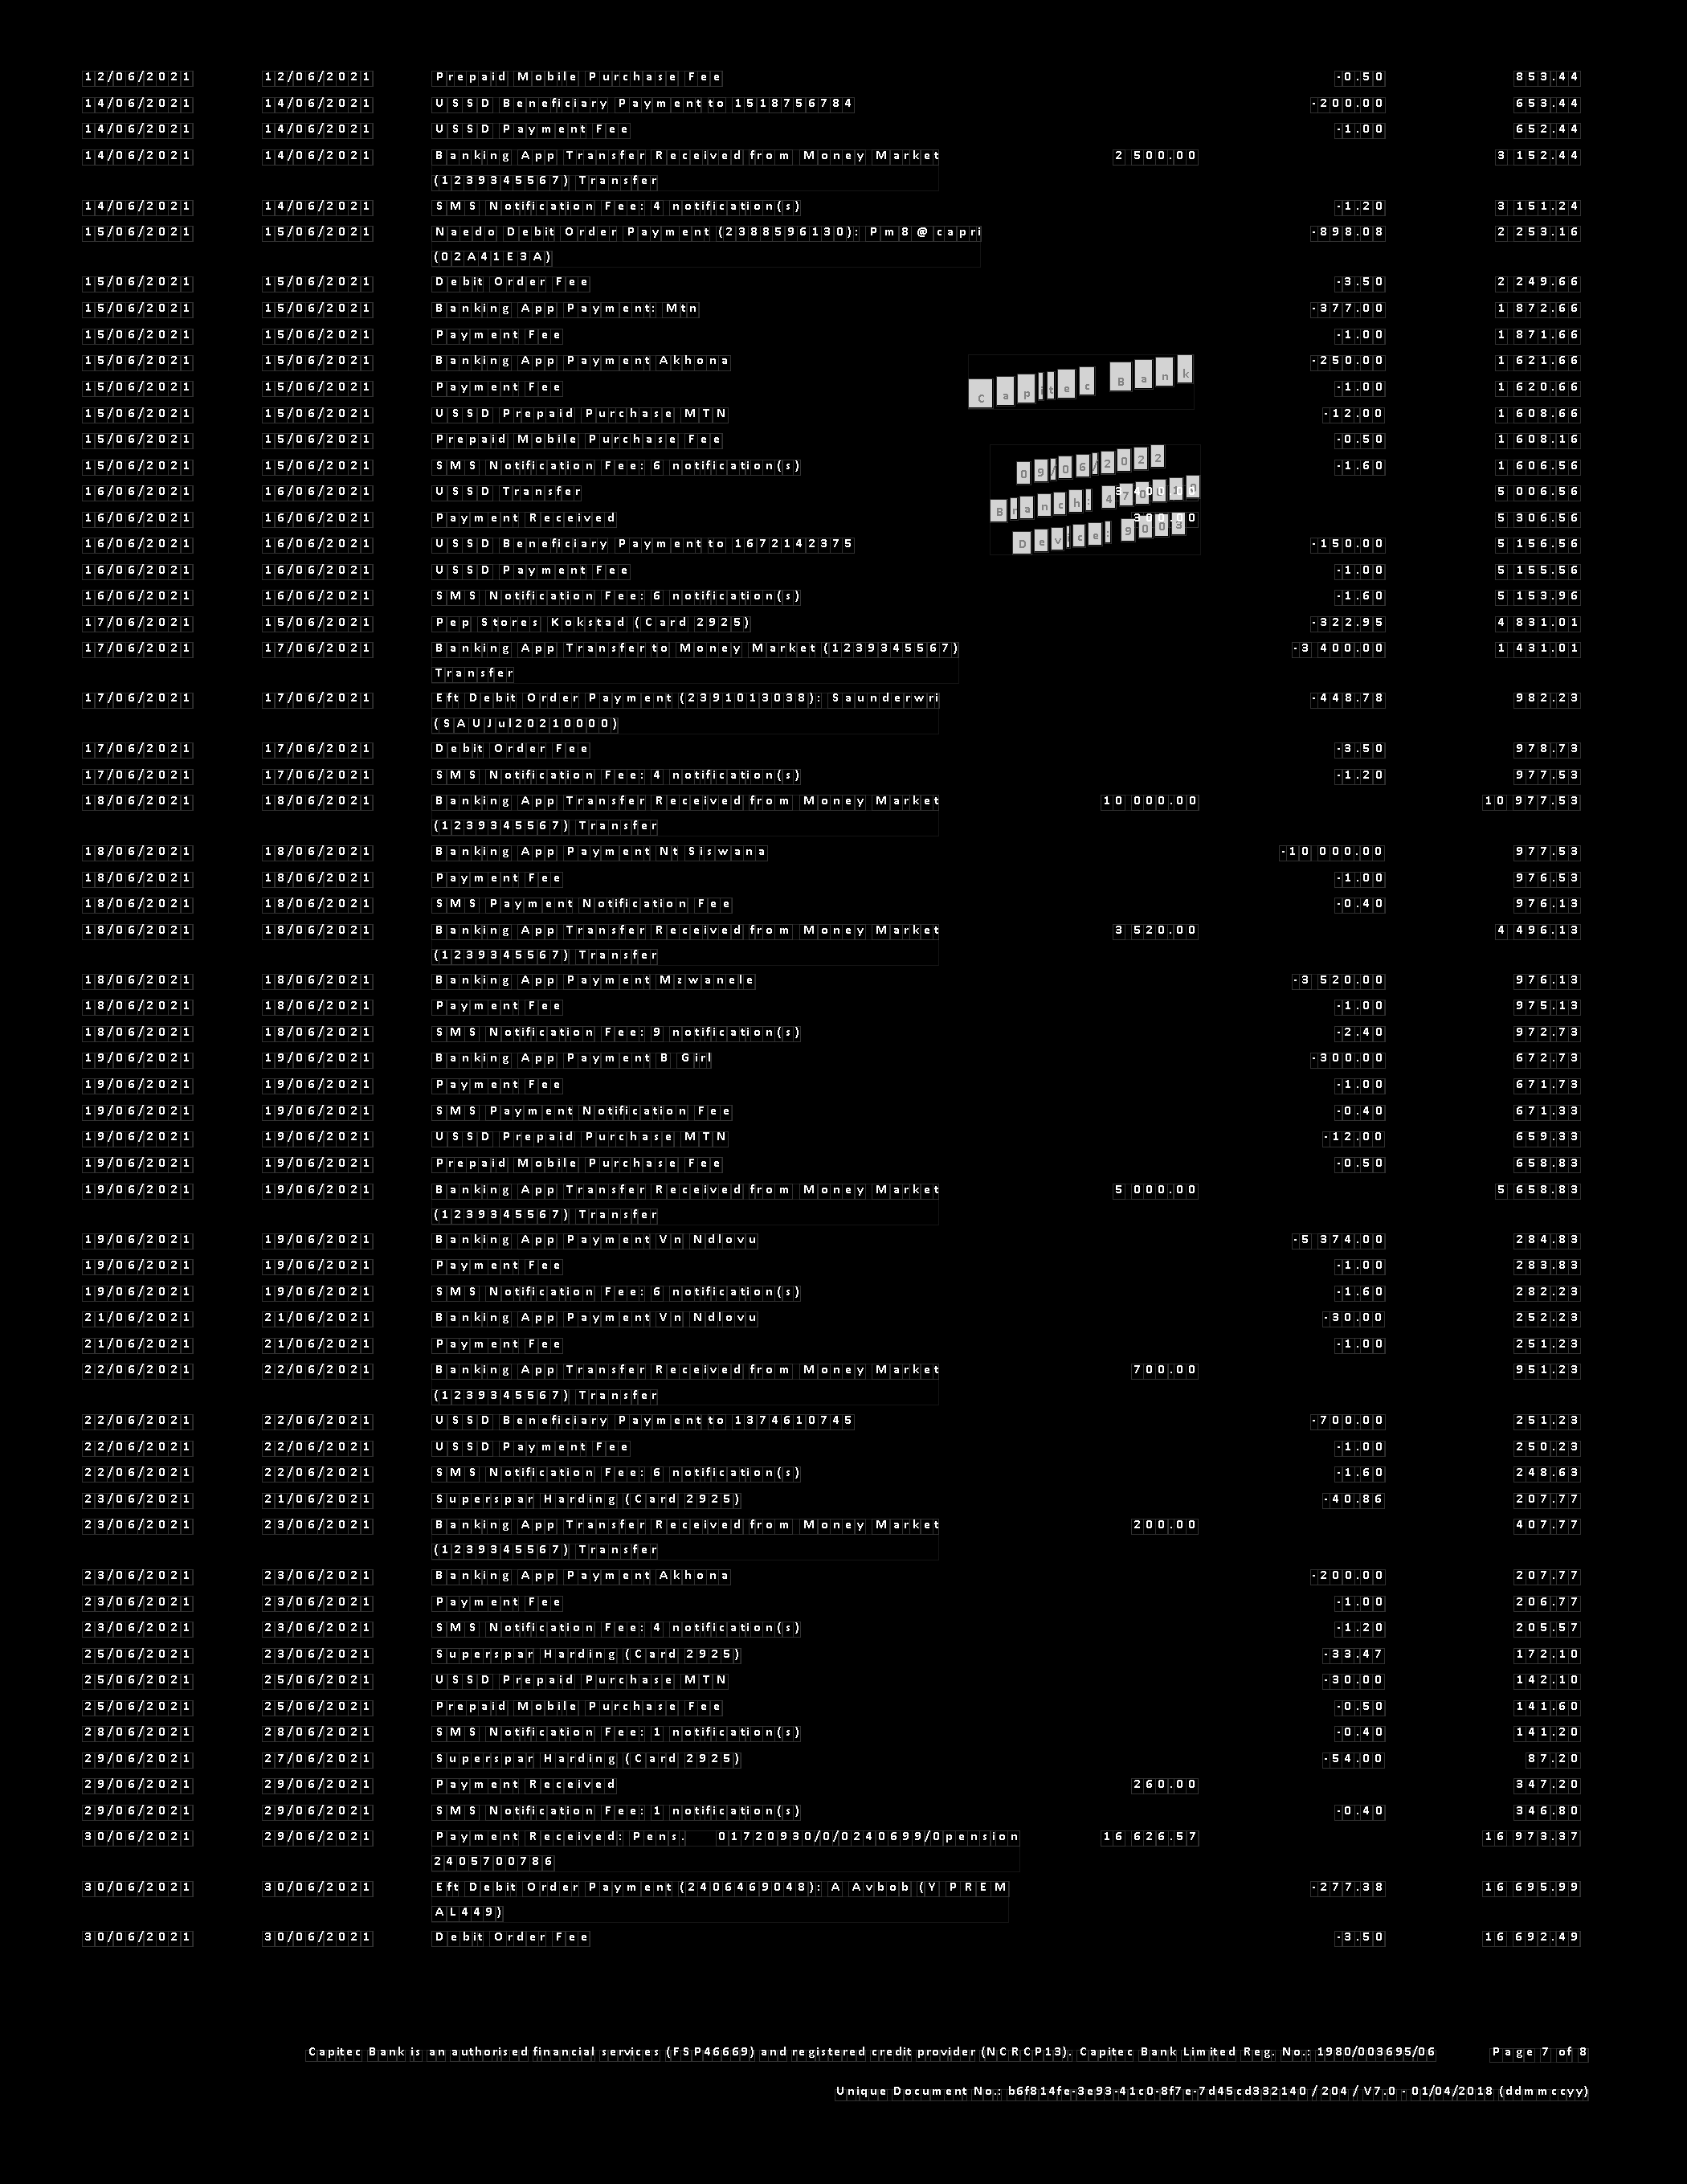 12/06/2021 12/06/2021 Prepaid Mobile Purchase Fee -0.50 853.44
14/06/2021 14/06/2021 USSD Beneficiary Payment to 1518756784 -200.00 653.44
14/06/2021 14/06/2021 USSD Payment Fee -1.00 652.44
14/06/2021 14/06/2021 Banking App Transfer Received from Money Market 2 500.00 3 152.44
(1239345567) Transfer
14/06/2021 14/06/2021 SMS Notification Fee: 4 notification(s) -1.20 3 151.24
15/06/2021 15/06/2021 Naedo Debit Order Payment (2388596130): Pm8@capri -898.08 2 253.16
(02A41E3A)
15/06/2021 15/06/2021 Debit Order Fee -3.50 2 249.66
15/06/2021 15/06/2021 Banking App Payment: Mtn -377.00 1 872.66
15/06/2021 15/06/2021 Payment Fee -1.00 1 871.66
15/06/2021 15/06/2021 Banking App Payment Akhona -250.00 1 621.66
Capitec Bank
15/06/2021 15/06/2021 Payment Fee -1.00 1 620.66
15/06/2021 15/06/2021 USSD Prepaid Purchase MTN -12.00 1 608.66
15/06/2021 15/06/2021 Prepaid Mobile Purchase Fee -0.50 1 608.16
15/06/2021 15/06/2021 SMS Notification Fee: 6 notification(s) -1.60 1 606.56
09/06/2022
16/06/2021 16/06/2021 USSD Transfer 3 400.00 5 006.56
Branch: 470010
16/06/2021 16/06/2021 Payment Received 300.00 5 306.56
Device: 9003
16/06/2021 16/06/2021 USSD Beneficiary Payment to 1672142375 -150.00 5 156.56
16/06/2021 16/06/2021 USSD Payment Fee -1.00 5 155.56
16/06/2021 16/06/2021 SMS Notification Fee: 6 notification(s) -1.60 5 153.96
17/06/2021 15/06/2021 Pep Stores Kokstad (Card 2925) -322.95 4 831.01
17/06/2021 17/06/2021 Banking App Transfer to Money Market (1239345567) -3 400.00 1 431.01
Transfer
17/06/2021 17/06/2021 Eft Debit Order Payment (2391013038): Saunderwri -448.78 982.23
(SAUJul20210000)
17/06/2021 17/06/2021 Debit Order Fee -3.50 978.73
17/06/2021 17/06/2021 SMS Notification Fee: 4 notification(s) -1.20 977.53
18/06/2021 18/06/2021 Banking App Transfer Received from Money Market 10 000.00 10 977.53
(1239345567) Transfer
18/06/2021 18/06/2021 Banking App Payment Nt Siswana -10 000.00 977.53
18/06/2021 18/06/2021 Payment Fee -1.00 976.53
18/06/2021 18/06/2021 SMS Payment Notification Fee -0.40 976.13
18/06/2021 18/06/2021 Banking App Transfer Received from Money Market 3 520.00 4 496.13
(1239345567) Transfer
18/06/2021 18/06/2021 Banking App Payment Mzwanele -3 520.00 976.13
18/06/2021 18/06/2021 Payment Fee -1.00 975.13
18/06/2021 18/06/2021 SMS Notification Fee: 9 notification(s) -2.40 972.73
19/06/2021 19/06/2021 Banking App Payment B Girl -300.00 672.73
19/06/2021 19/06/2021 Payment Fee -1.00 671.73
19/06/2021 19/06/2021 SMS Payment Notification Fee -0.40 671.33
19/06/2021 19/06/2021 USSD Prepaid Purchase MTN -12.00 659.33
19/06/2021 19/06/2021 Prepaid Mobile Purchase Fee -0.50 658.83
19/06/2021 19/06/2021 Banking App Transfer Received from Money Market 5 000.00 5 658.83
(1239345567) Transfer
19/06/2021 19/06/2021 Banking App Payment Vn Ndlovu -5 374.00 284.83
19/06/2021 19/06/2021 Payment Fee -1.00 283.83
19/06/2021 19/06/2021 SMS Notification Fee: 6 notification(s) -1.60 282.23
21/06/2021 21/06/2021 Banking App Payment Vn Ndlovu -30.00 252.23
21/06/2021 21/06/2021 Payment Fee -1.00 251.23
22/06/2021 22/06/2021 Banking App Transfer Received from Money Market 700.00 951.23
(1239345567) Transfer
22/06/2021 22/06/2021 USSD Beneficiary Payment to 1374610745 -700.00 251.23
22/06/2021 22/06/2021 USSD Payment Fee -1.00 250.23
22/06/2021 22/06/2021 SMS Notification Fee: 6 notification(s) -1.60 248.63
23/06/2021 21/06/2021 Superspar Harding (Card 2925) -40.86 207.77
23/06/2021 23/06/2021 Banking App Transfer Received from Money Market 200.00 407.77
(1239345567) Transfer
23/06/2021 23/06/2021 Banking App Payment Akhona -200.00 207.77
23/06/2021 23/06/2021 Payment Fee -1.00 206.77
23/06/2021 23/06/2021 SMS Notification Fee: 4 notification(s) -1.20 205.57
25/06/2021 23/06/2021 Superspar Harding (Card 2925) -33.47 172.10
25/06/2021 25/06/2021 USSD Prepaid Purchase MTN -30.00 142.10
25/06/2021 25/06/2021 Prepaid Mobile Purchase Fee -0.50 141.60
28/06/2021 28/06/2021 SMS Notification Fee: 1 notification(s) -0.40 141.20
29/06/2021 27/06/2021 Superspar Harding (Card 2925) -54.00 87.20
29/06/2021 29/06/2021 Payment Received 260.00 347.20
29/06/2021 29/06/2021 SMS Notification Fee: 1 notification(s) -0.40 346.80
30/06/2021 29/06/2021 Payment Received: Pens. 01720930/0/0240699/0pension 16 626.57 16 973.37
2405700786
30/06/2021 30/06/2021 Eft Debit Order Payment (2406469048): A Avbob (Y PREM -277.38 16 695.99
AL449)
30/06/2021 30/06/2021 Debit Order Fee -3.50 16 692.49
Capitec Bank is an authorised financial services (FSP46669) and registered credit provider (NCRCP13). Capitec Bank Limited Reg. No.: 1980/003695/06 Page 7 of 8
Unique Document No.: b6f814fe-3e93-41c0-8f7e-7d45cd332140 / 204 / V7.0 - 01/04/2018 (ddmmccyy)